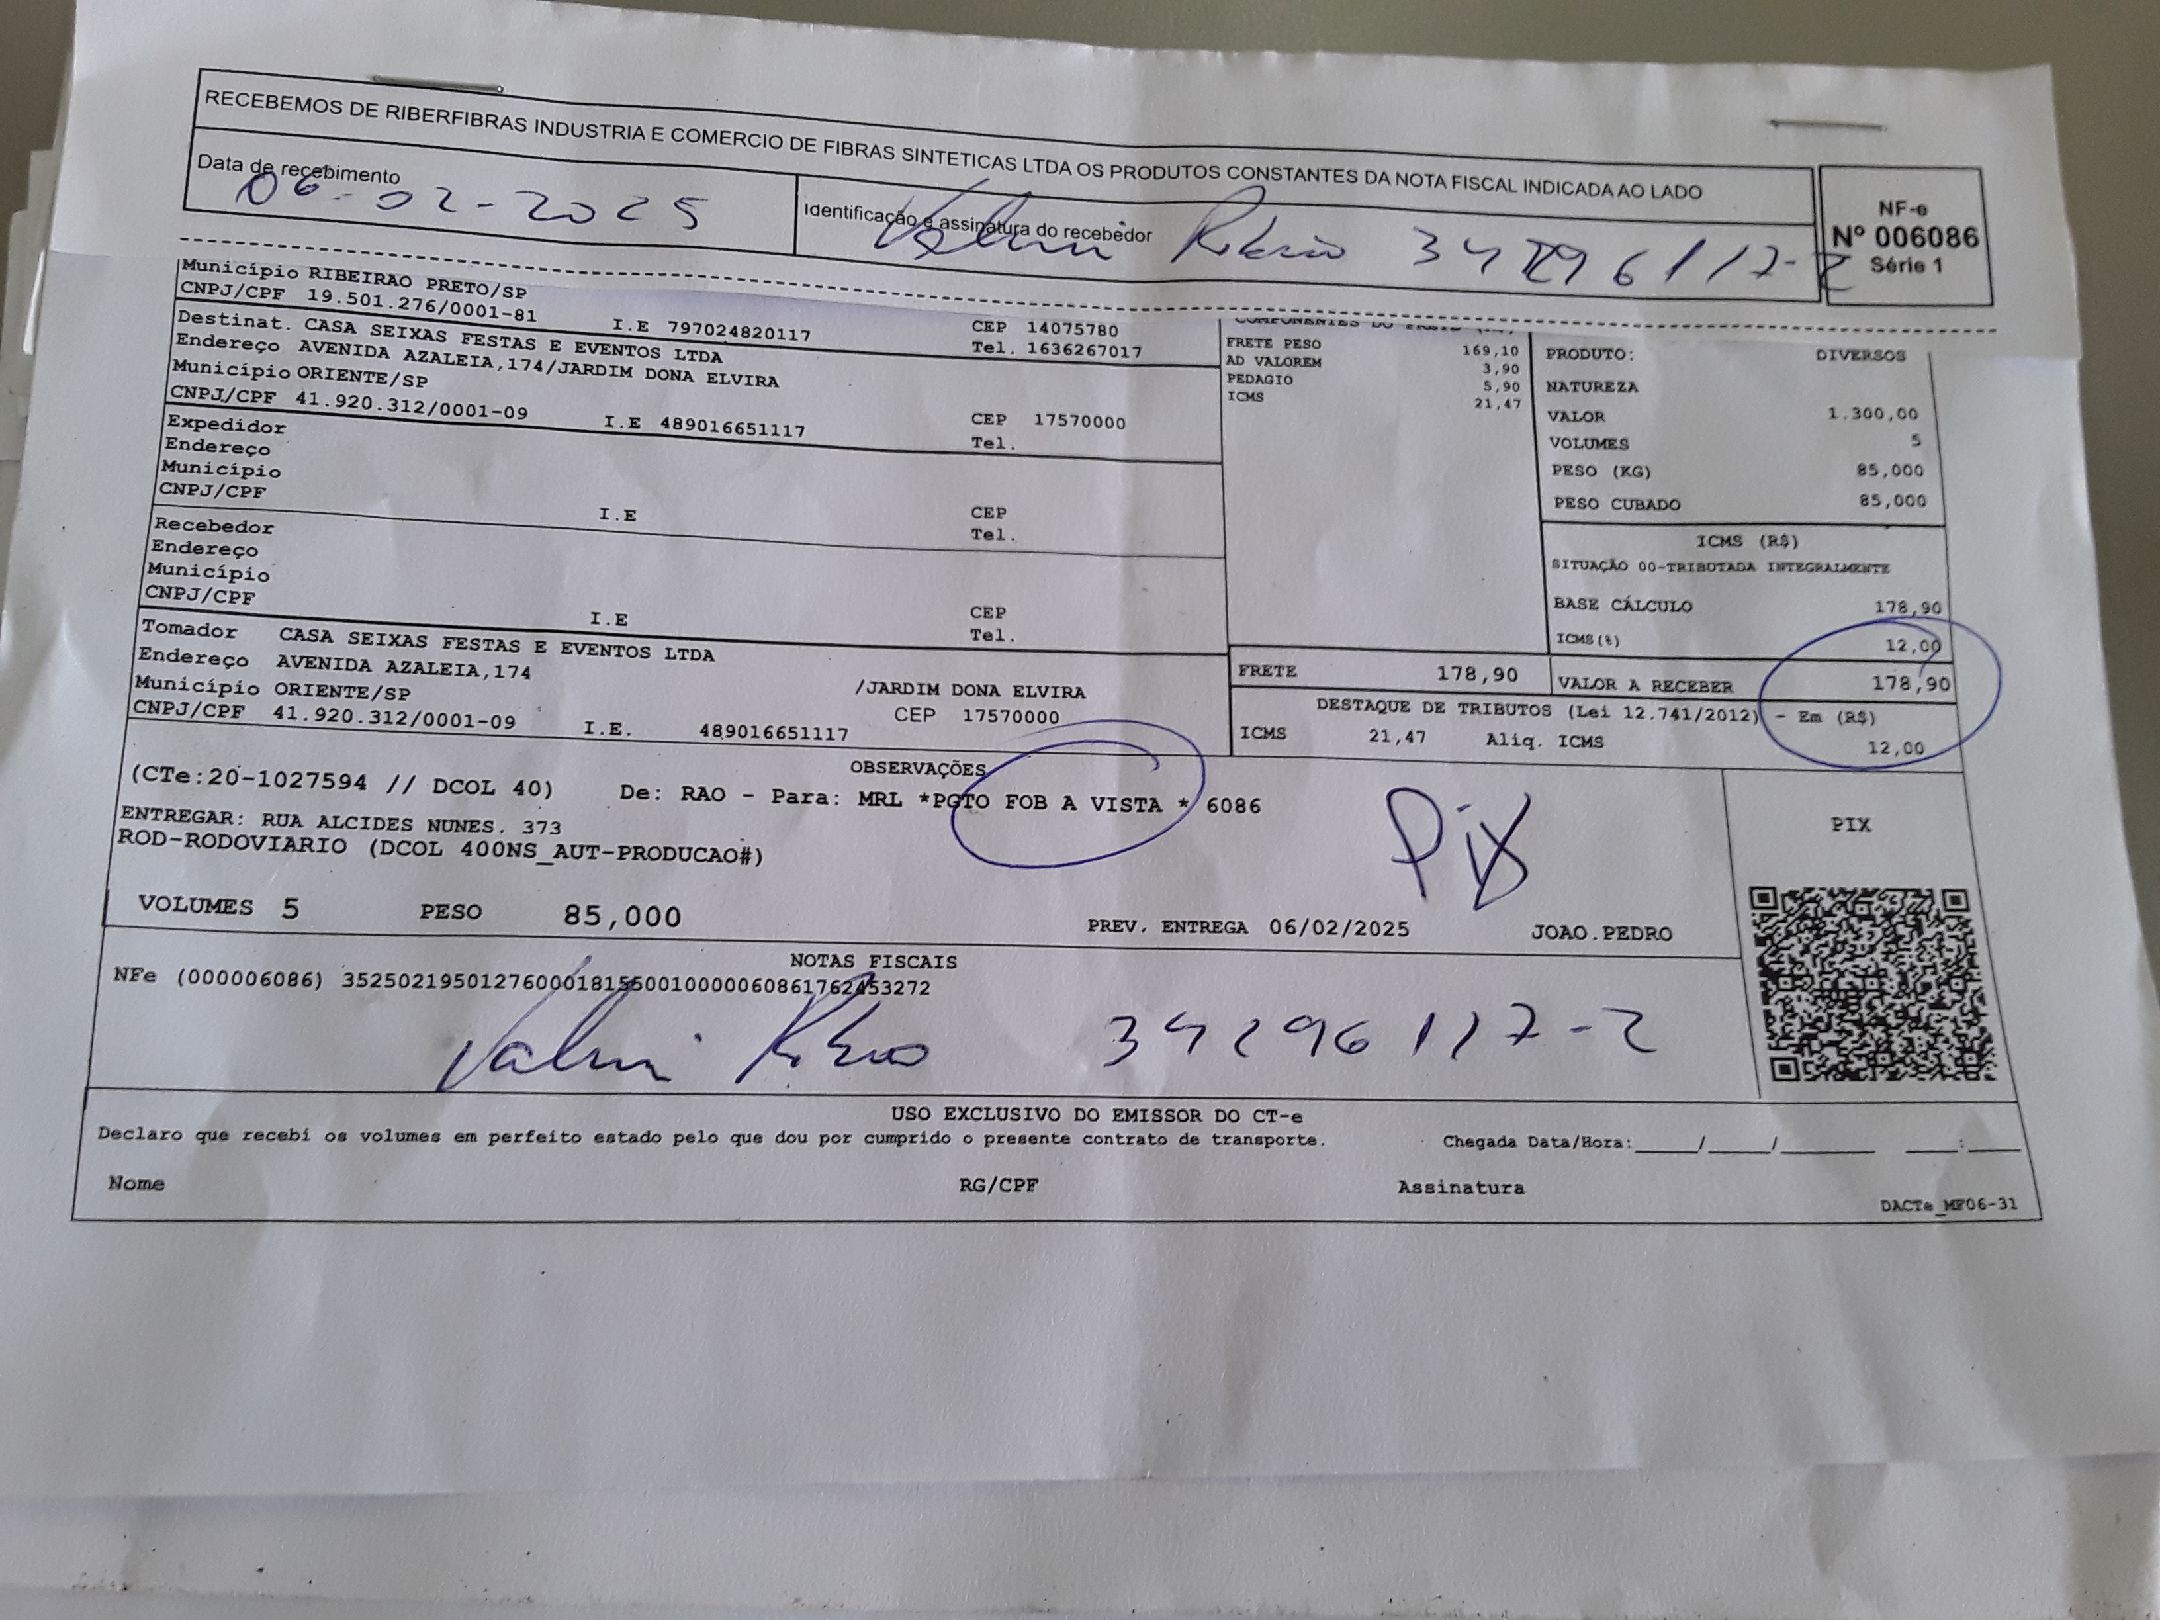 RECEBEMOS DE RIBERFIBRAS INDUSTRIA E COMERCIO DE FIBRAS SINTETICAS LTDA OS PRODUTOS CONSTANTES DA NOTA FISCAL INDICADA AO LADO
Data de recebimento
06-02-2025
Identificação e assinatura do recebedor
34296117-2
NF-e
Nº 006086
Série 1
Município RIBEIRAO PRETO/SP
CNPJ/CPF 19.501.276/0001-81 I.E 797024820117
CEP 14075780
Tel. 1636267017
Destinat. CASA SEIXAS FESTAS E EVENTOS LTDA
Endereço AVENIDA AZALEIA,174/JARDIM DONA ELVIRA
Município ORIENTE/SP
CNPJ/CPF 41.920.312/0001-09 I.E 489016651117
CEP 17570000
Tel.
Expedidor
Endereço
Município
CNPJ/CPF
I.E
CEP
Tel.
Recebedor
Endereço
Município
CNPJ/CPF
I.E
CEP
Tel.
Tomador CASA SEIXAS FESTAS E EVENTOS LTDA
Endereço AVENIDA AZALEIA,174 /JARDIM DONA ELVIRA
Município ORIENTE/SP CEP 17570000
CNPJ/CPF 41.920.312/0001-09 I.E. 489016651117
FRETE PESO 169,10
AD VALOREM 3,90
PEDAGIO 5,90
ICMS 21,47
PRODUTO: DIVERSOS
NATUREZA
VALOR 1.300,00
VOLUMES 5
PESO (KG) 85,000
PESO CUBADO 85,000
ICMS (R$)
SITUAÇÃO 00-TRIBUTADA INTEGRALMENTE
BASE CÁLCULO 178,90
ICMS(%) 12,00
FRETE 178,90
VALOR A RECEBER 178,90
DESTAQUE DE TRIBUTOS (Lei 12.741/2012) - Em (R$)
ICMS 21,47 Aliq. ICMS 12,00
OBSERVAÇÕES
(CTe:20-1027594 // DCOL 40) De: RAO - Para: MRL *PGTO FOB A VISTA * 6086
ENTREGAR: RUA ALCIDES NUNES. 373
ROD-RODOVIARIO (DCOL 400NS_AUT-PRODUCAO#)
Pix
PIX
VOLUMES 5 PESO 85,000
PREV. ENTREGA 06/02/2025 JOAO.PEDRO
NOTAS FISCAIS
NFe (000006086) 35250219501276000181550010000060861762453272
34296117-2
USO EXCLUSIVO DO EMISSOR DO CT-e
Declaro que recebi os volumes em perfeito estado pelo que dou por cumprido o presente contrato de transporte.
Chegada Data/Hora:_____/_____/________ ____:____
Nome
RG/CPF
Assinatura
DACTe_MF06-31